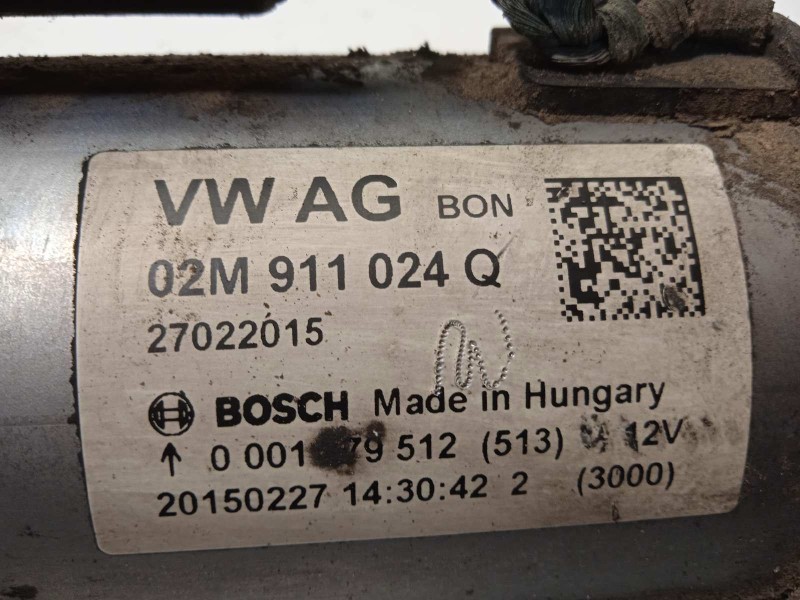 VW AG BON
02M 911 024 Q
27022015
BOSCH Made in Hungary
↑ 0 001 79 512 (513) 12V
20150227 14:30:42 2 (3000)